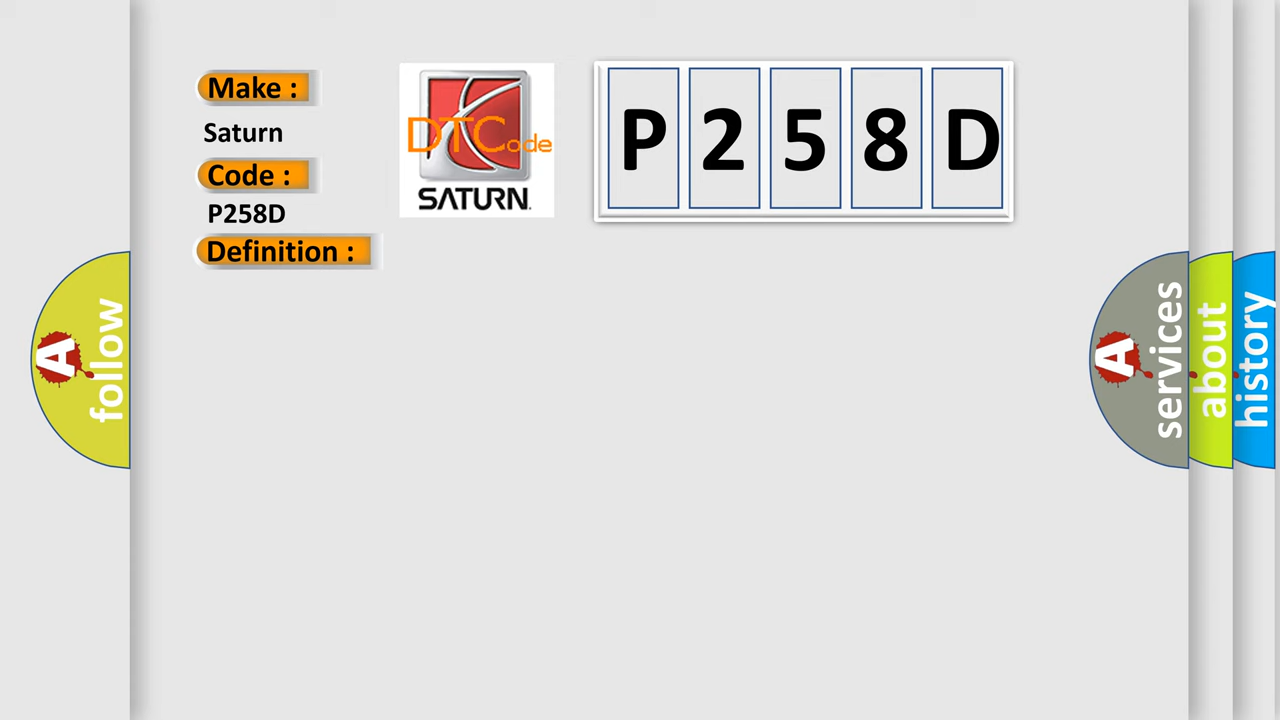 Make :
Saturn
Code :
P258D
Definition :
DTCode
SATURN
P 2 5 8 D
A follow
A services
about
history